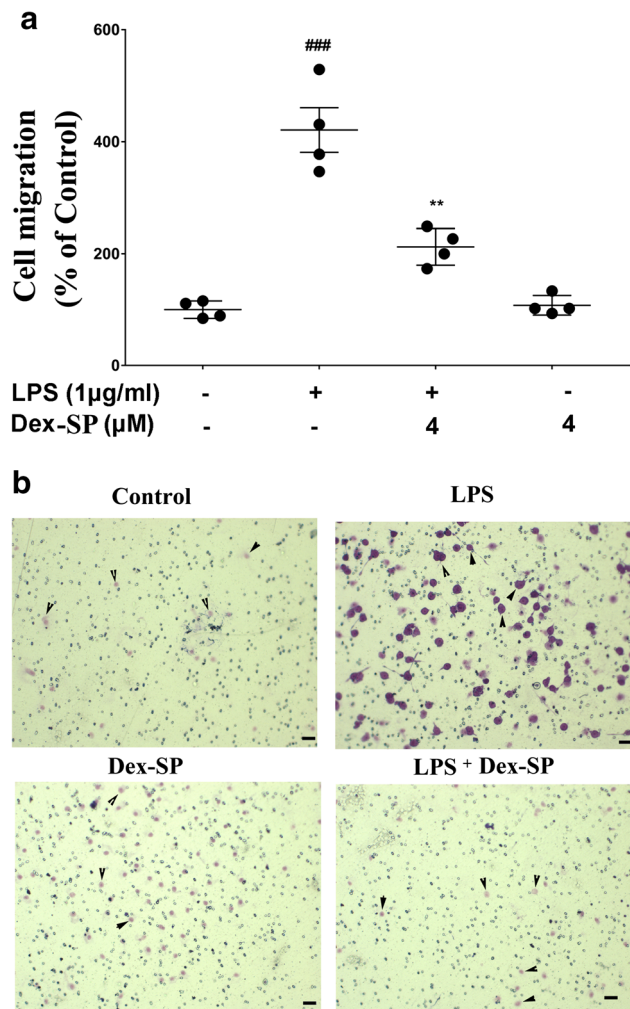 a
600
400
200
0
Cell migration
(% of Control)
###
**
LPS (1µg/ml) - + + -
Dex-SP (µM) - - 4 4
b
Control LPS
Dex-SP LPS + Dex-SP